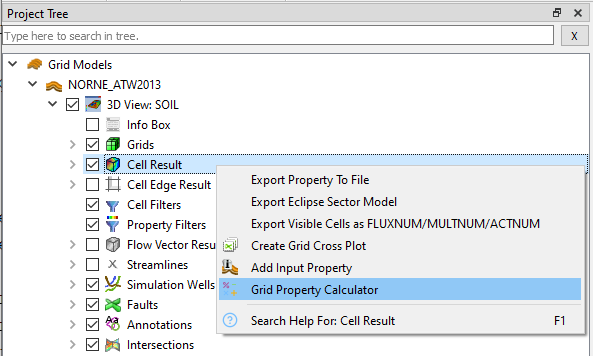 Project Tree
Type here to search in tree.
X
Grid Models
NORNE_ATW2013
3D View: SOIL
Info Box
Grids
Cell Result
Cell Edge Result
Cell Filters
Property Filters
Flow Vector Resu
Streamlines
Simulation Wells
Faults
Annotations
Intersections
Export Property To File
Export Eclipse Sector Model
Export Visible Cells as FLUXNUM/MULTNUM/ACTNUM
Create Grid Cross Plot
Add Input Property
Grid Property Calculator
Search Help For: Cell Result F1